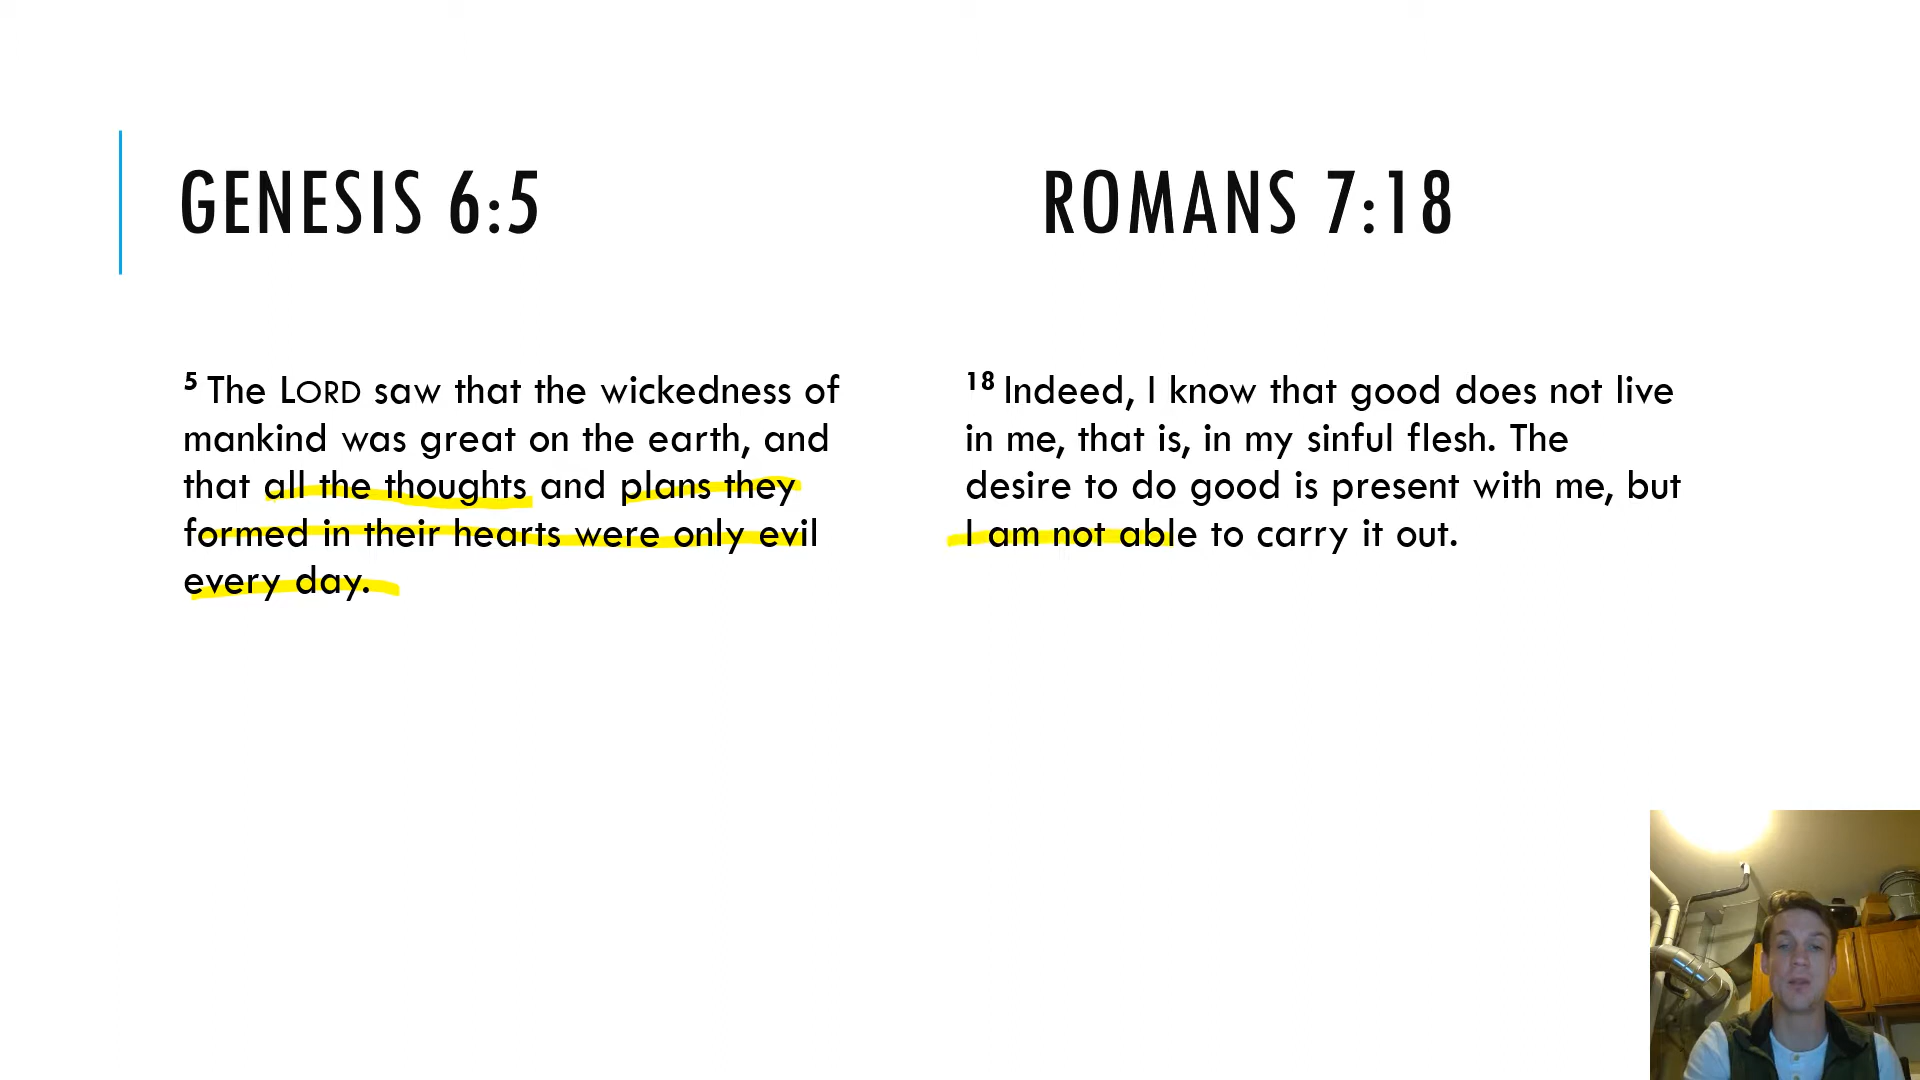 GENESIS 6:5
ROMANS 7:18
5 The LORD saw that the wickedness of
mankind was great on the earth, and
that all the thoughts and plans they
formed in their hearts were only evil
every day.
18 Indeed, I know that good does not live
in me, that is, in my sinful flesh. The
desire to do good is present with me, but
I am not able to carry it out.